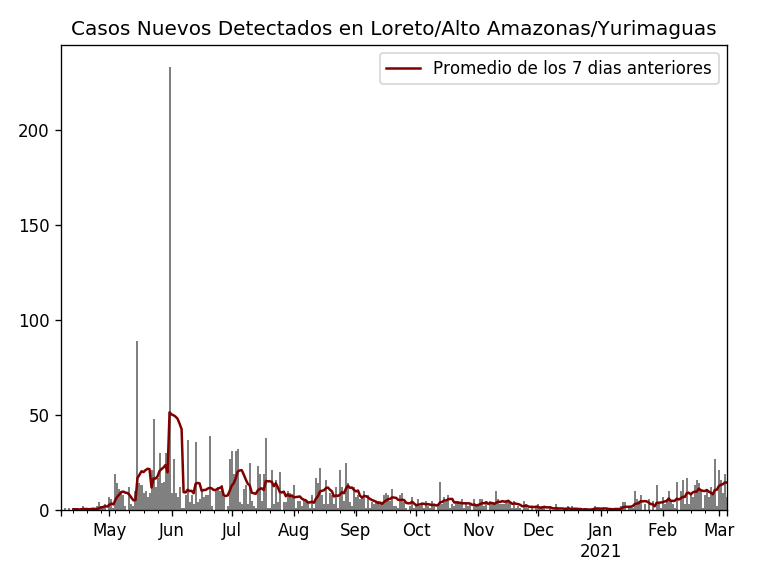 Casos Nuevos Detectados en Loreto/Alto Amazonas/Yurimaguas
Promedio de los 7 dias anteriores
200
150
100
50
0
May Jun Jul Aug Sep Oct Nov Dec Jan Feb Mar
2021